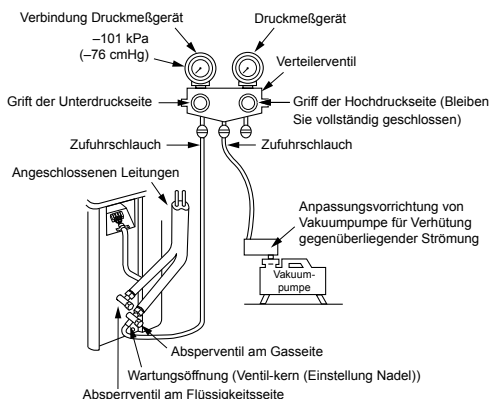 Verbindung Druckmeßgerät
Druckmeßgerät
–101 kPa
(–76 cmHg)
Verteilerventil
Grift der Unterdruckseite
Griff der Hochdruckseite (Bleiben
Sie vollständig geschlossen)
Zufuhrschlauch
Zufuhrschlauch
Angeschlossenen Leitungen
Anpassungsvorrichtung von
Vakuumpumpe für Verhütung
gegenüberliegender Strömung
Vakuum-
pumpe
Absperventil am Gasseite
Wartungsöffnung (Ventil-kern (Einstellung Nadel))
Absperrventil am Flüssigkeitsseite